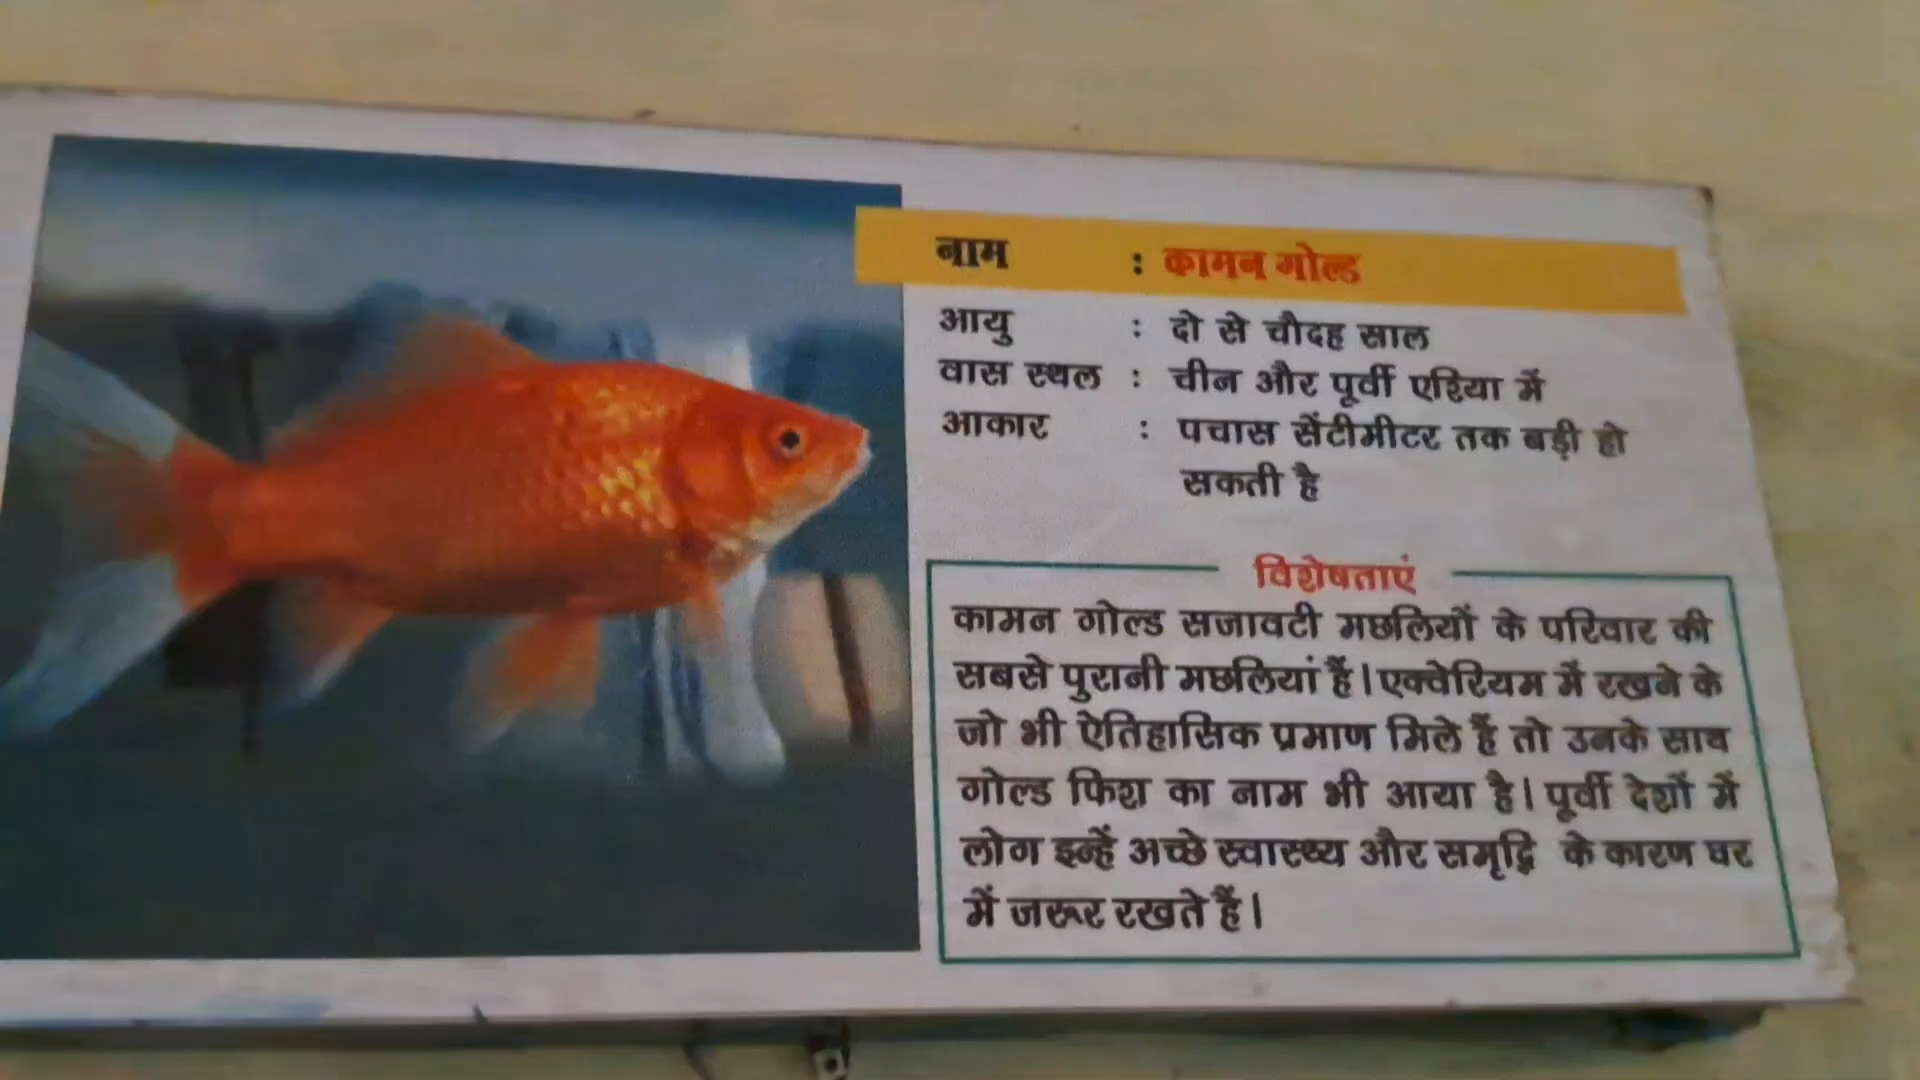 नाम : कामन गोल्ड
आयु : दो से चौदह साल
वास स्थल : चीन और पूर्वी एशिया में
आकार : पचास सेंटीमीटर तक बड़ी हो
सकती है
विशेषताएं
कामन गोल्ड सजावटी मछलियों के परिवार की
सबसे पुरानी मछलियां हैं। एक्वेरियम में रखने के
जो भी ऐतिहासिक प्रमाण मिले हैं तो उनके साथ
गोल्ड फिश का नाम भी आया है। पूर्वी देशों में
लोग इन्हें अच्छे स्वास्थ्य और समृद्धि के कारण घर
में जरूर रखते हैं।